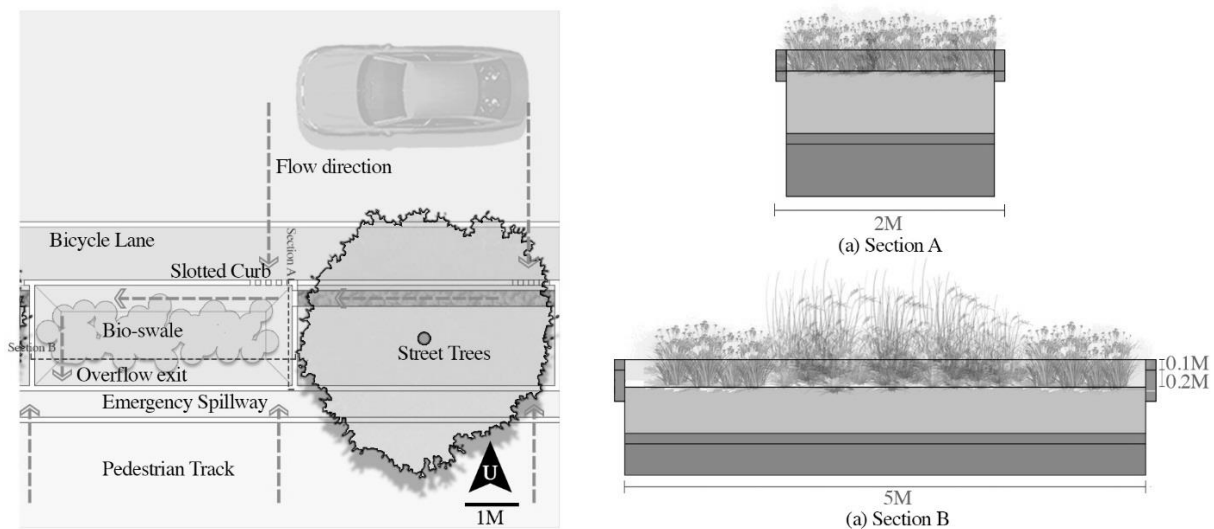 Flow direction
Bicycle Lane
Section A
Slotted Curb
Bio-swale
Section B
Street Trees
Overflow exit
Emergency Spillway
Pedestrian Track
U
1M
2M
(a) Section A
0.1M
0.2M
5M
(a) Section B